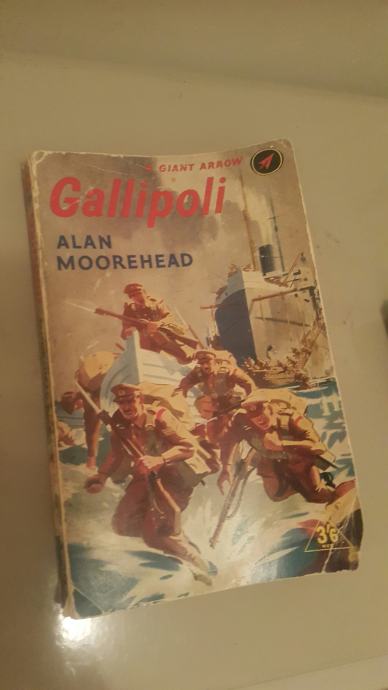 A GIANT ARROW
Gallipoli
ALAN
MOOREHEAD
3'6